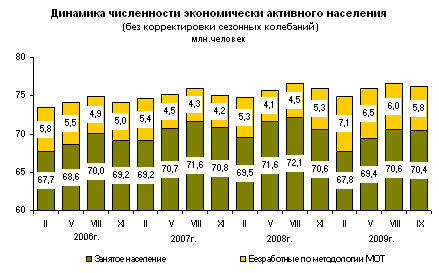 Динамика численности экономически активного населения
(без корректировки сезонных колебаний)
млн.человек
80
75
70
65
60
5,8 5,5 4,9 5,0 5,4 4,5 4,3 4,2 5,3 4,1 4,5 5,3 7,1 6,5 6,0 5,8
67,7 68,6 70,0 69,2 69,2 70,7 71,6 70,8 69,5 71,6 72,1 70,6 67,8 69,4 70,6 70,4
II V VIII XI II V VIII XI II V VIII XI II V VIII IX
2006г. 2007г. 2008г. 2009г.
Занятое население Безработные по методологии МОТ